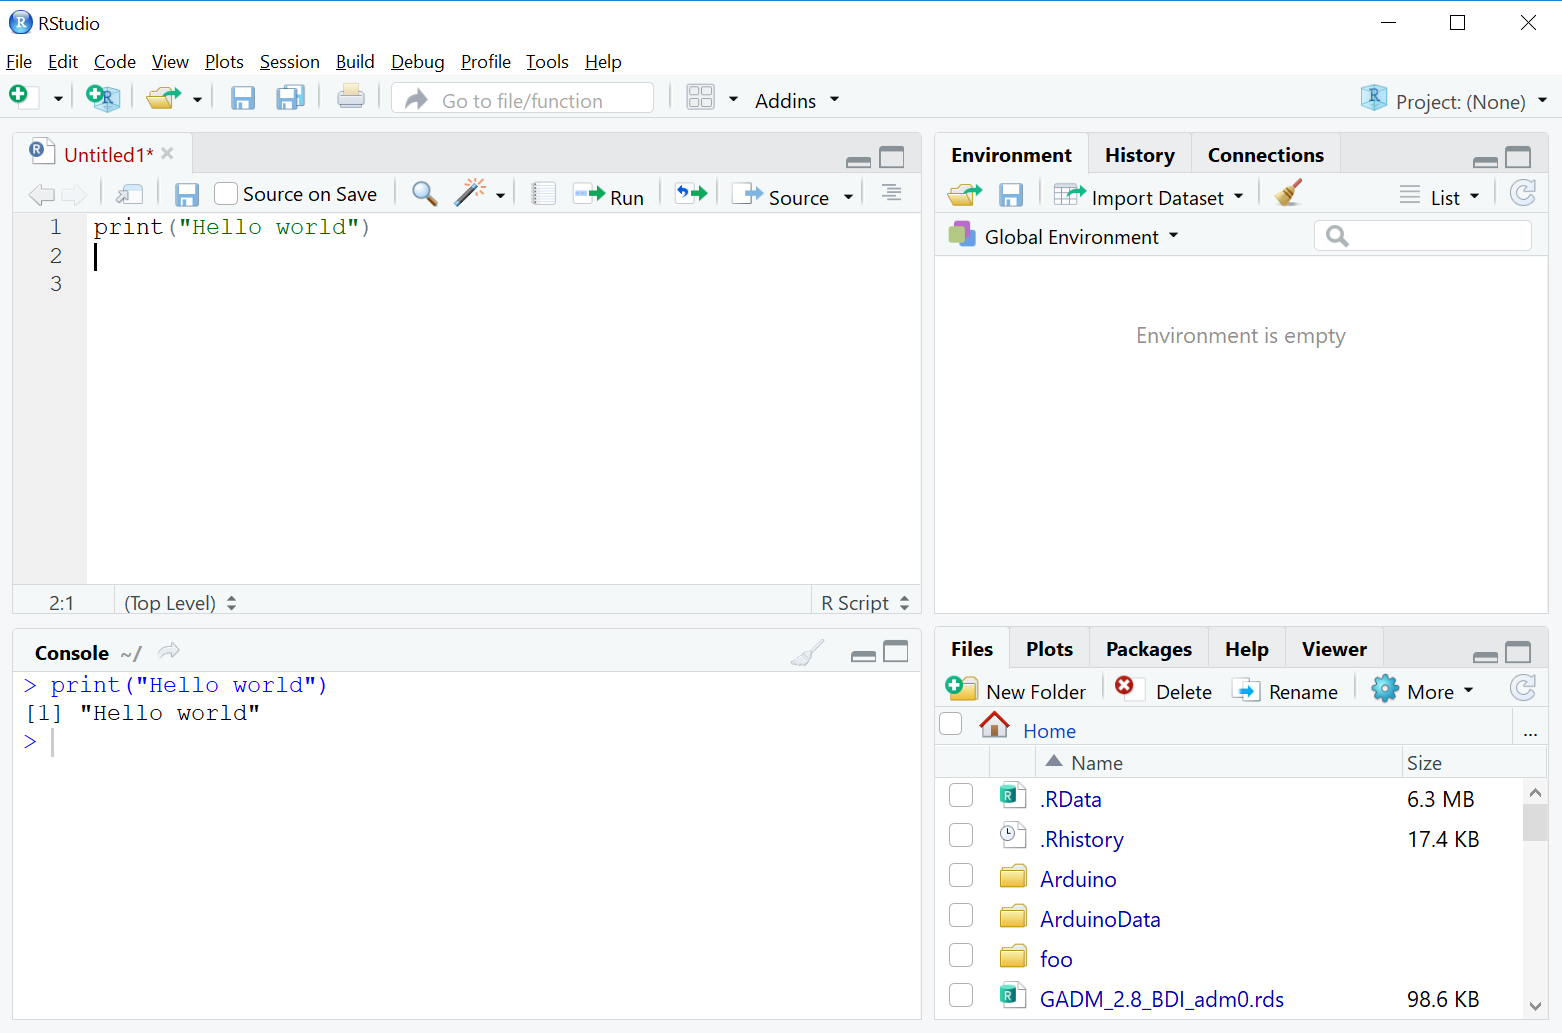 RStudio
File Edit Code View Plots Session Build Debug Profile Tools Help
Go to file/function Addins Project: (None)
Untitled1*
Source on Save Run Source
1 print("Hello world")
2
3
2:1 (Top Level) R Script
Console ~/
> print("Hello world")
[1] "Hello world"
>
Environment History Connections
Import Dataset List
Global Environment
Environment is empty
Files Plots Packages Help Viewer
New Folder Delete Rename More
Home ...
Name Size
.RData 6.3 MB
.Rhistory 17.4 KB
Arduino
ArduinoData
foo
GADM_2.8_BDI_adm0.rds 98.6 KB